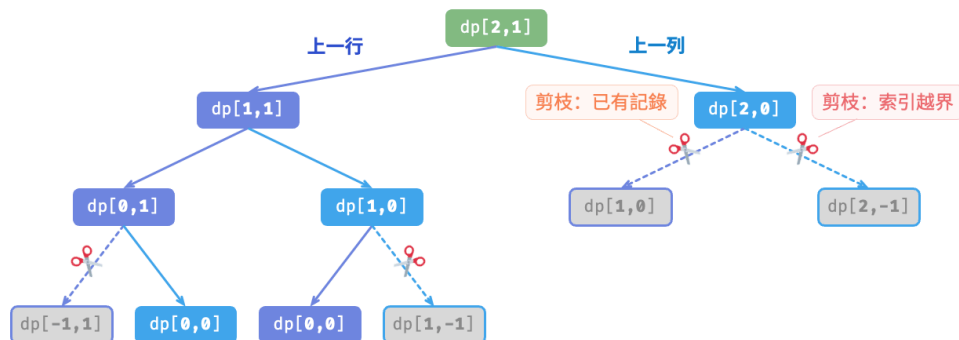 dp[2,1]
上一行
上一列
dp[1,1]
剪枝：已有記錄
dp[2,0]
剪枝：索引越界
dp[0,1]
dp[1,0]
dp[1,0]
dp[2,-1]
dp[-1,1]
dp[0,0]
dp[0,0]
dp[1,-1]